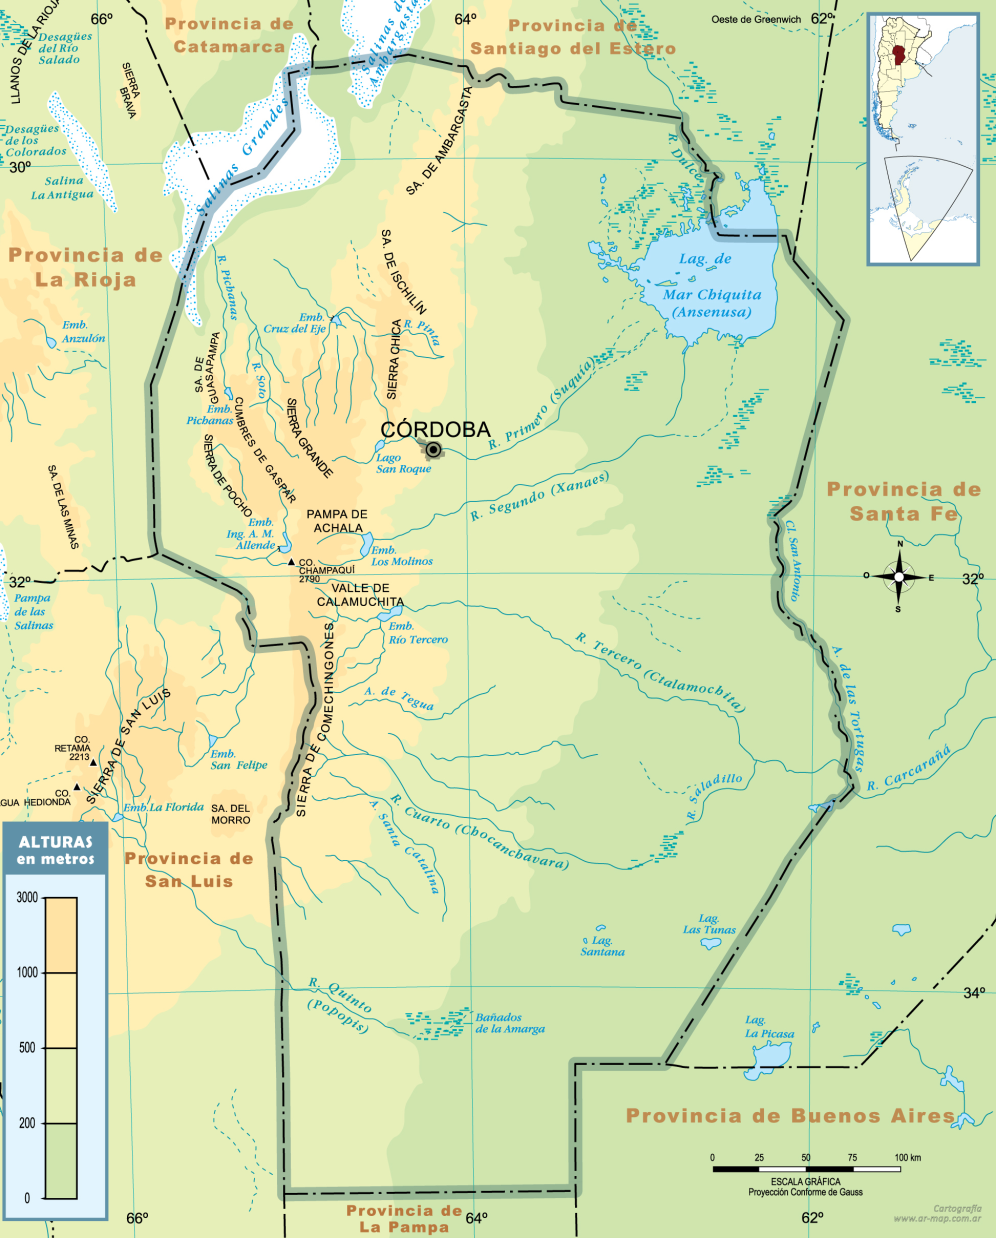 66º
64º
Oeste de Greenwich 62º
Provincia de
Catamarca
Provincia de
Santiago del Estero
LLANOS DE LA RIOJA
Desagües
del Río
Salado
SIERRA
BRAVA
Salinas de
Ambargasta
Salinas Grandes
Desagües
de los
Colorados
30º
Salina
La Antigua
SA. DE AMBARGASTA
R. Dulce
Provincia de
La Rioja
R. Pichanas
SA. DE ISCHILÍN
Lag. de
Mar Chiquita
(Ansenusa)
Emb.
Anzulón
Emb.
Cruz del Eje
R. Pinta
SIERRA CHICA
SA. DE
GUASAPAMPA
R. Soto
Emb.
Pichanas
CUMBRES DE GASPAR
SIERRA GRANDE
SIERRA DE POCHO
CÓRDOBA
R. Primero (Suquía)
Lago
San Roque
SA. DE LAS MINAS
R. Segundo (Xanaes)
Provincia de
Santa Fe
PAMPA DE
ACHALA
Emb.
Ing. A. M.
Allende
Emb.
Los Molinos
CO.
CHAMPAQUÍ
2790
Cl. San Antonio
N
O
E
S
32º
32º
VALLE DE
CALAMUCHITA
Pampa
de las
Salinas
Emb.
Río Tercero
R. Tercero (Ctalamochita)
SIERRA DE COMECHINGONES
A. de las Tortugas
A. de Tegua
SIERRA DE SAN LUIS
CO.
RETAMA
2213
Emb.
San Felipe
R. Saladillo
R. Carcarañá
CO.
GUA HEDIONDA
Emb. La Florida
SA. DEL
MORRO
R. Cuarto (Chocanchavara)
A. Santa Catalina
Provincia de
San Luis
ALTURAS
en metros
3000
1000
500
200
0
Lag.
Las Tunas
Lag.
Santana
R. Quinto
(Popopis)
34º
Bañados
de la Amarga
Lag.
La Picasa
Provincia de Buenos Aires
0 25 50 75 100 km
ESCALA GRÁFICA
Proyección Conforme de Gauss
Provincia de
La Pampa
66º
64º
62º
Cartografía
www.ar-map.com.ar